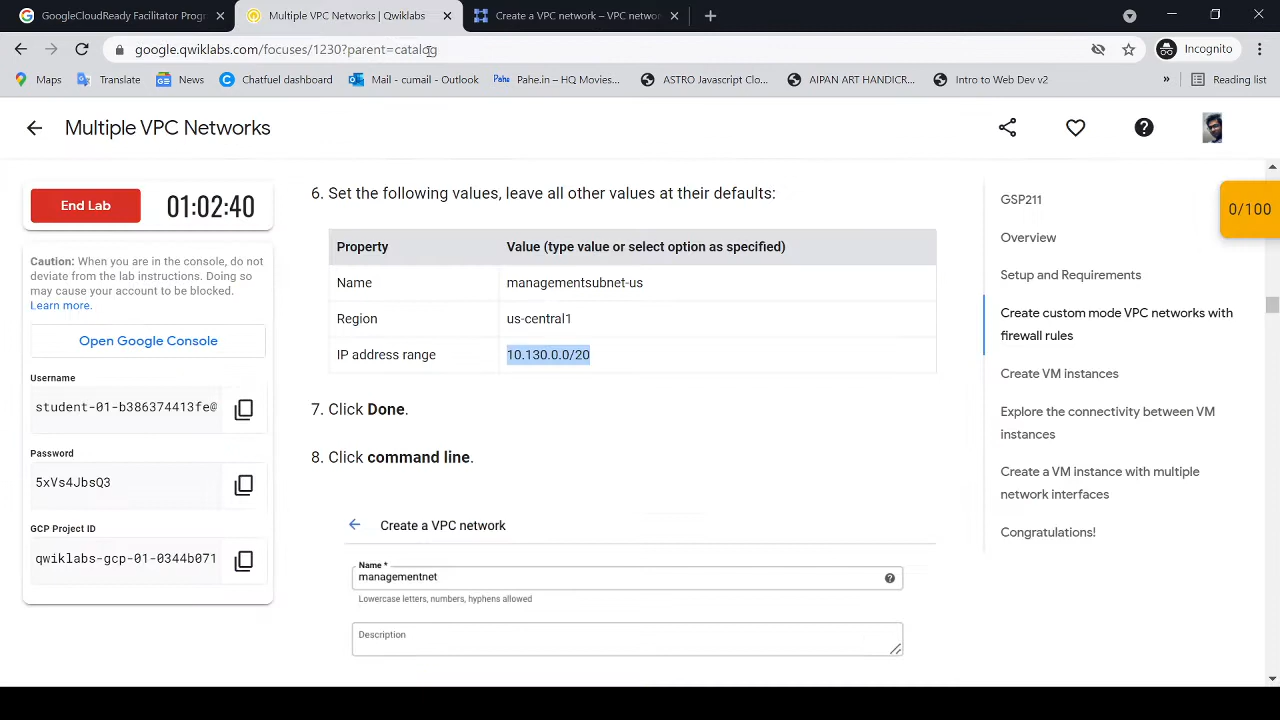 GoogleCloudReady Facilitator Progr
Multiple VPC Networks | Qwiklabs
Create a VPC network – VPC networ
google.qwiklabs.com/focuses/1230?parent=catalog
Incognito
Maps
Translate
News
Chatfuel dashboard
Mail - cumail - Outlook
Pahe.in – HQ Movies...
ASTRO Javascript Clo...
AIPAN ART:HANDICR...
Intro to Web Dev v2
»
Reading list
Multiple VPC Networks
End Lab
01:02:40
Caution: When you are in the console, do not
deviate from the lab instructions. Doing so
may cause your account to be blocked.
Learn more.
Open Google Console
Username
student-01-b386374413fe@
Password
5xVs4JbsQ3
GCP Project ID
qwiklabs-gcp-01-0344b071
6. Set the following values, leave all other values at their defaults:
Property Value (type value or select option as specified)
Name managementsubnet-us
Region us-central1
IP address range 10.130.0.0/20
7. Click Done.
8. Click command line.
Create a VPC network
Name *
managementnet
Lowercase letters, numbers, hyphens allowed
Description
GSP211
Overview
Setup and Requirements
Create custom mode VPC networks with
firewall rules
Create VM instances
Explore the connectivity between VM
instances
Create a VM instance with multiple
network interfaces
Congratulations!
0/100